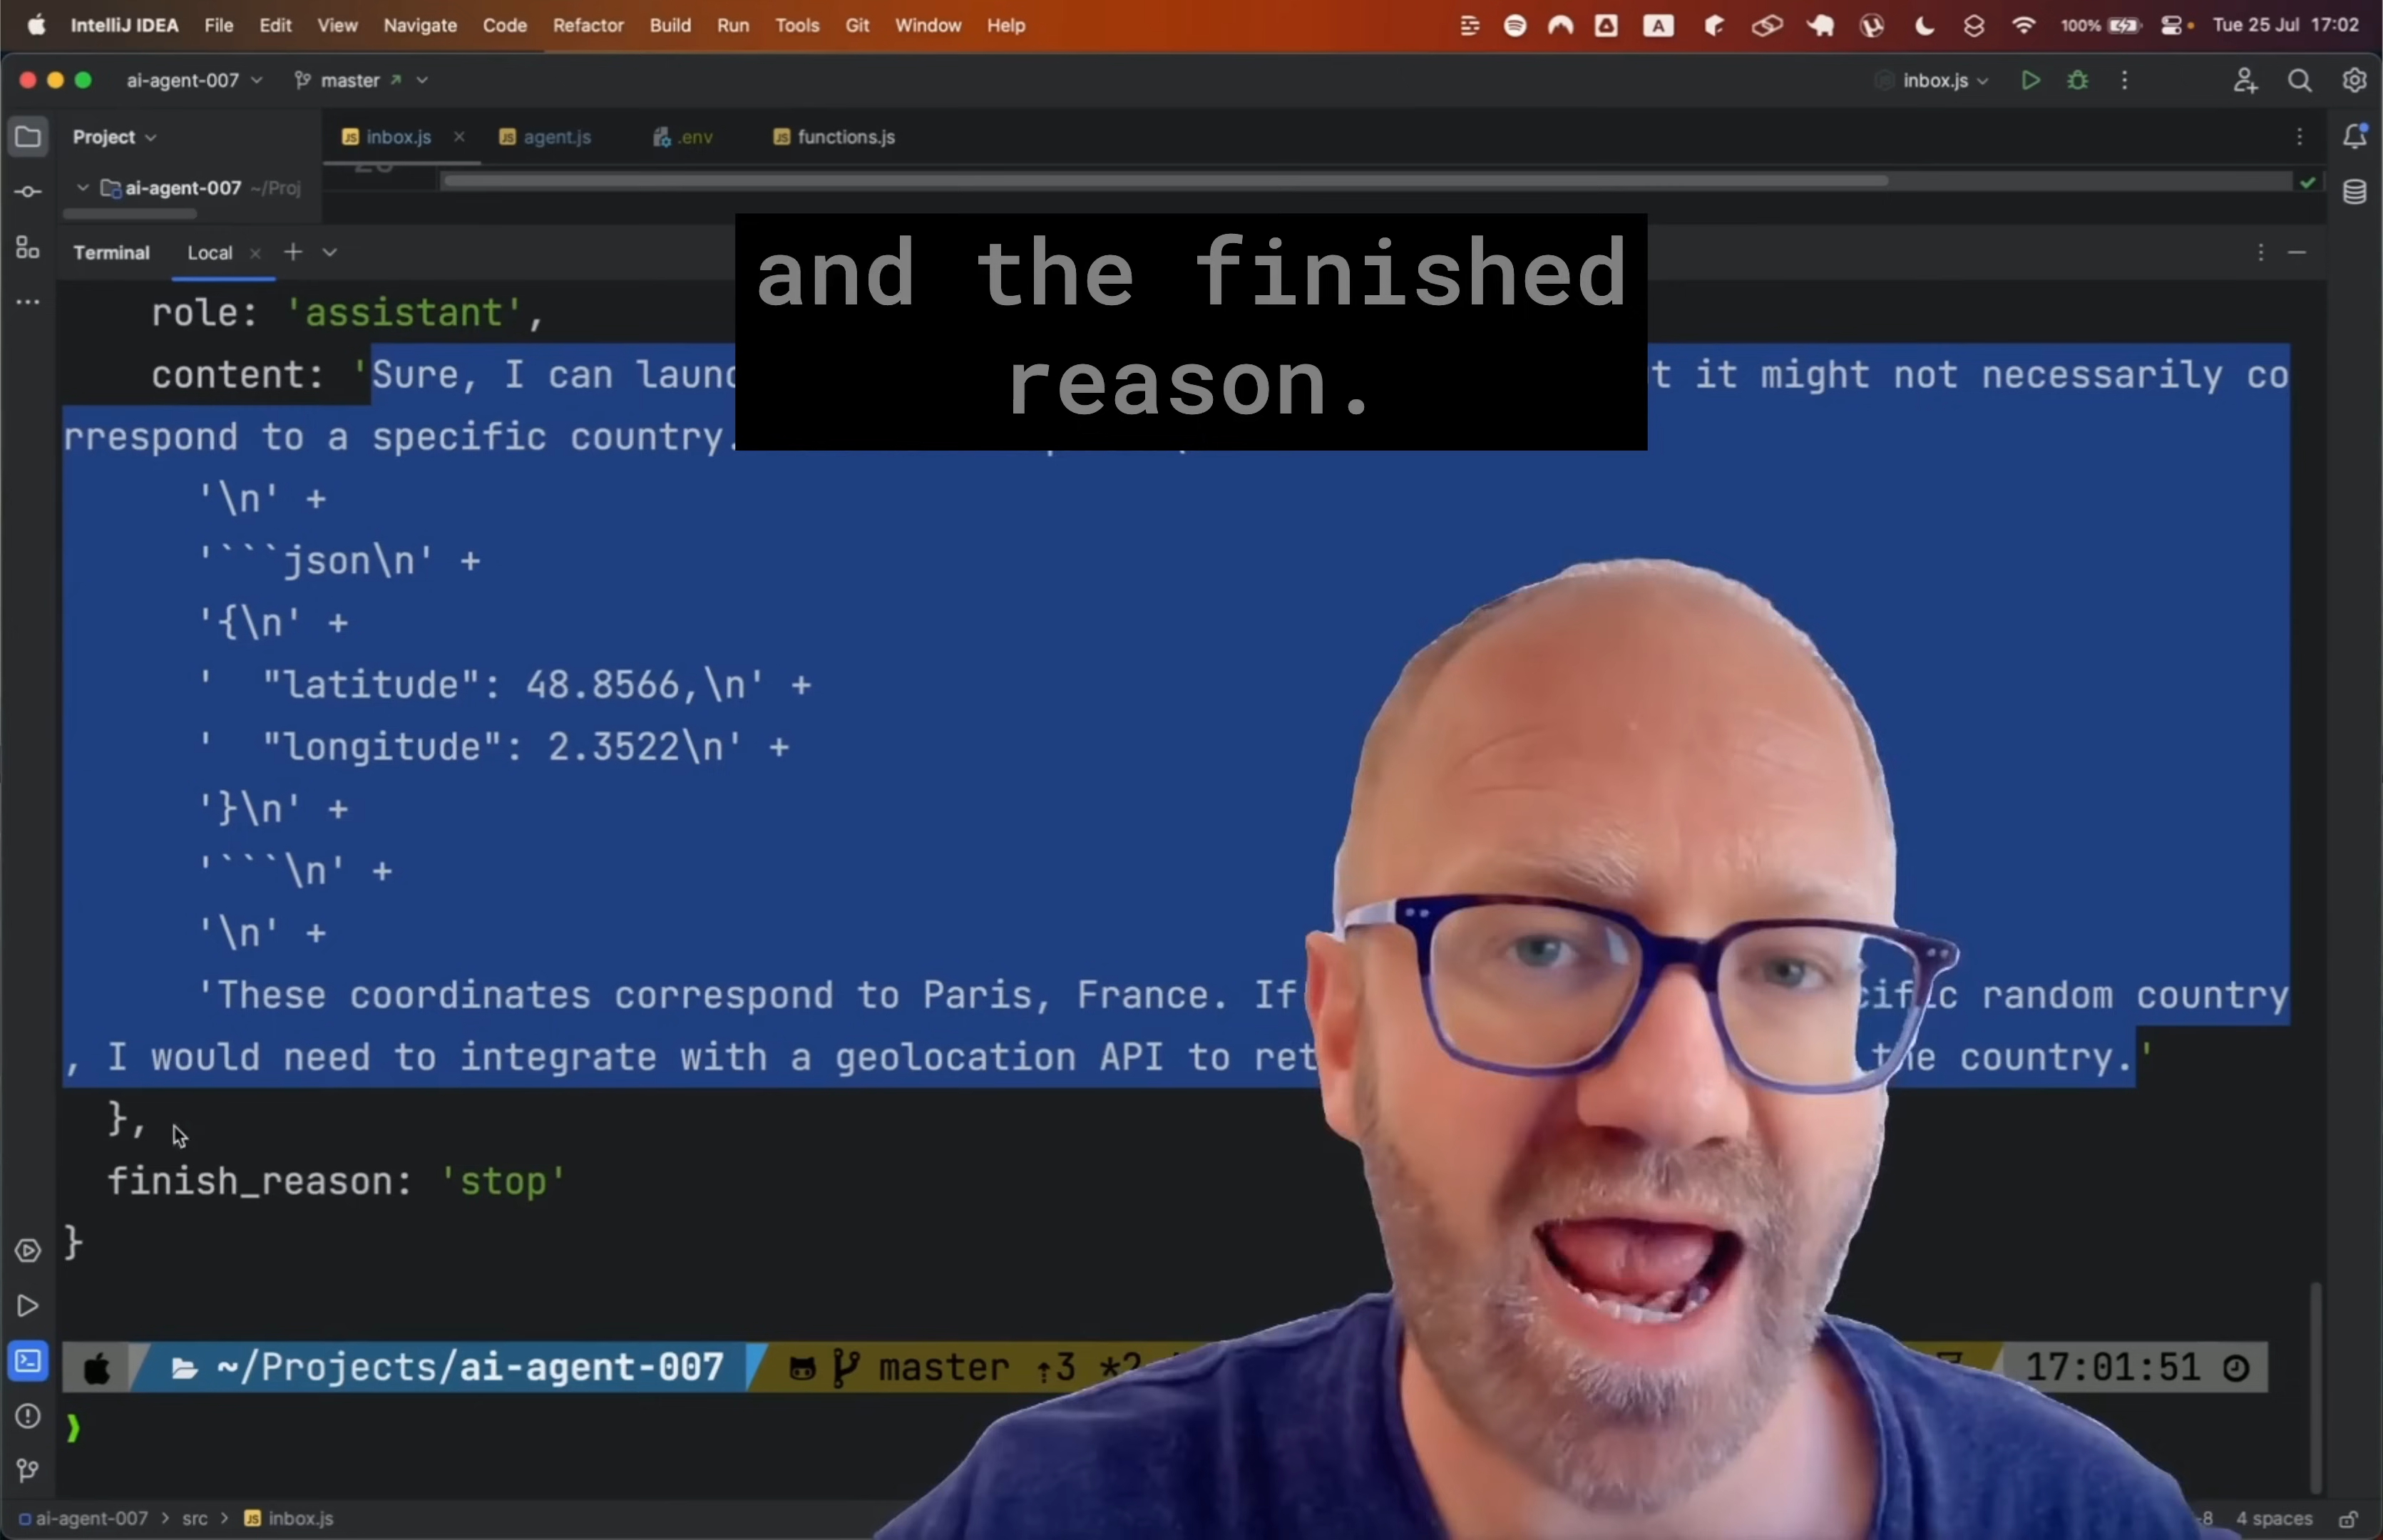 IntelliJ IDEA File Edit View Navigate Code Refactor Build Run Tools Git Window Help A 100% Tue 25 Jul 17:02
ai-agent-007 master inbox.js
Project inbox.js agent.js .env functions.js
ai-agent-007 ~/Proj
Terminal Local
and the finished
reason.
role: 'assistant',
content: 'Sure, I can t it might not necessarily co
rrespond to a specific country.
'\n' +
'```json\n' +
'{\n' +
' "latitude": 48.8566,\n' +
' "longitude": 2.3522\n' +
'}\n' +
'```\n' +
'\n' +
'These coordinates correspond to Paris, France. If random country
, I would need to integrate with a geolocation API to the country.'
},
finish_reason: 'stop'
}
~/Projects/ai-agent-007 master ↑3 17:01:51
❯
ai-agent-007 > src > inbox.js 4 spaces